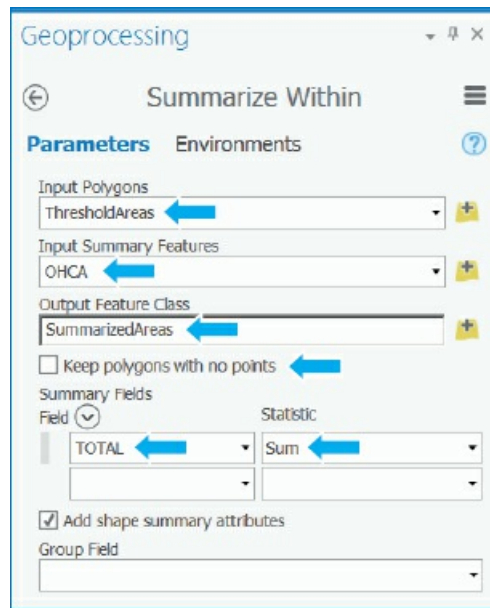 Geoprocessing
Summarize Within
Parameters Environments
Input Polygons
ThresholdAreas
Input Summary Features
OHCA
Output Feature Class
SummarizedAreas
Keep polygons with no points
Summary Fields
Field Statistic
TOTAL Sum
Add shape summary attributes
Group Field